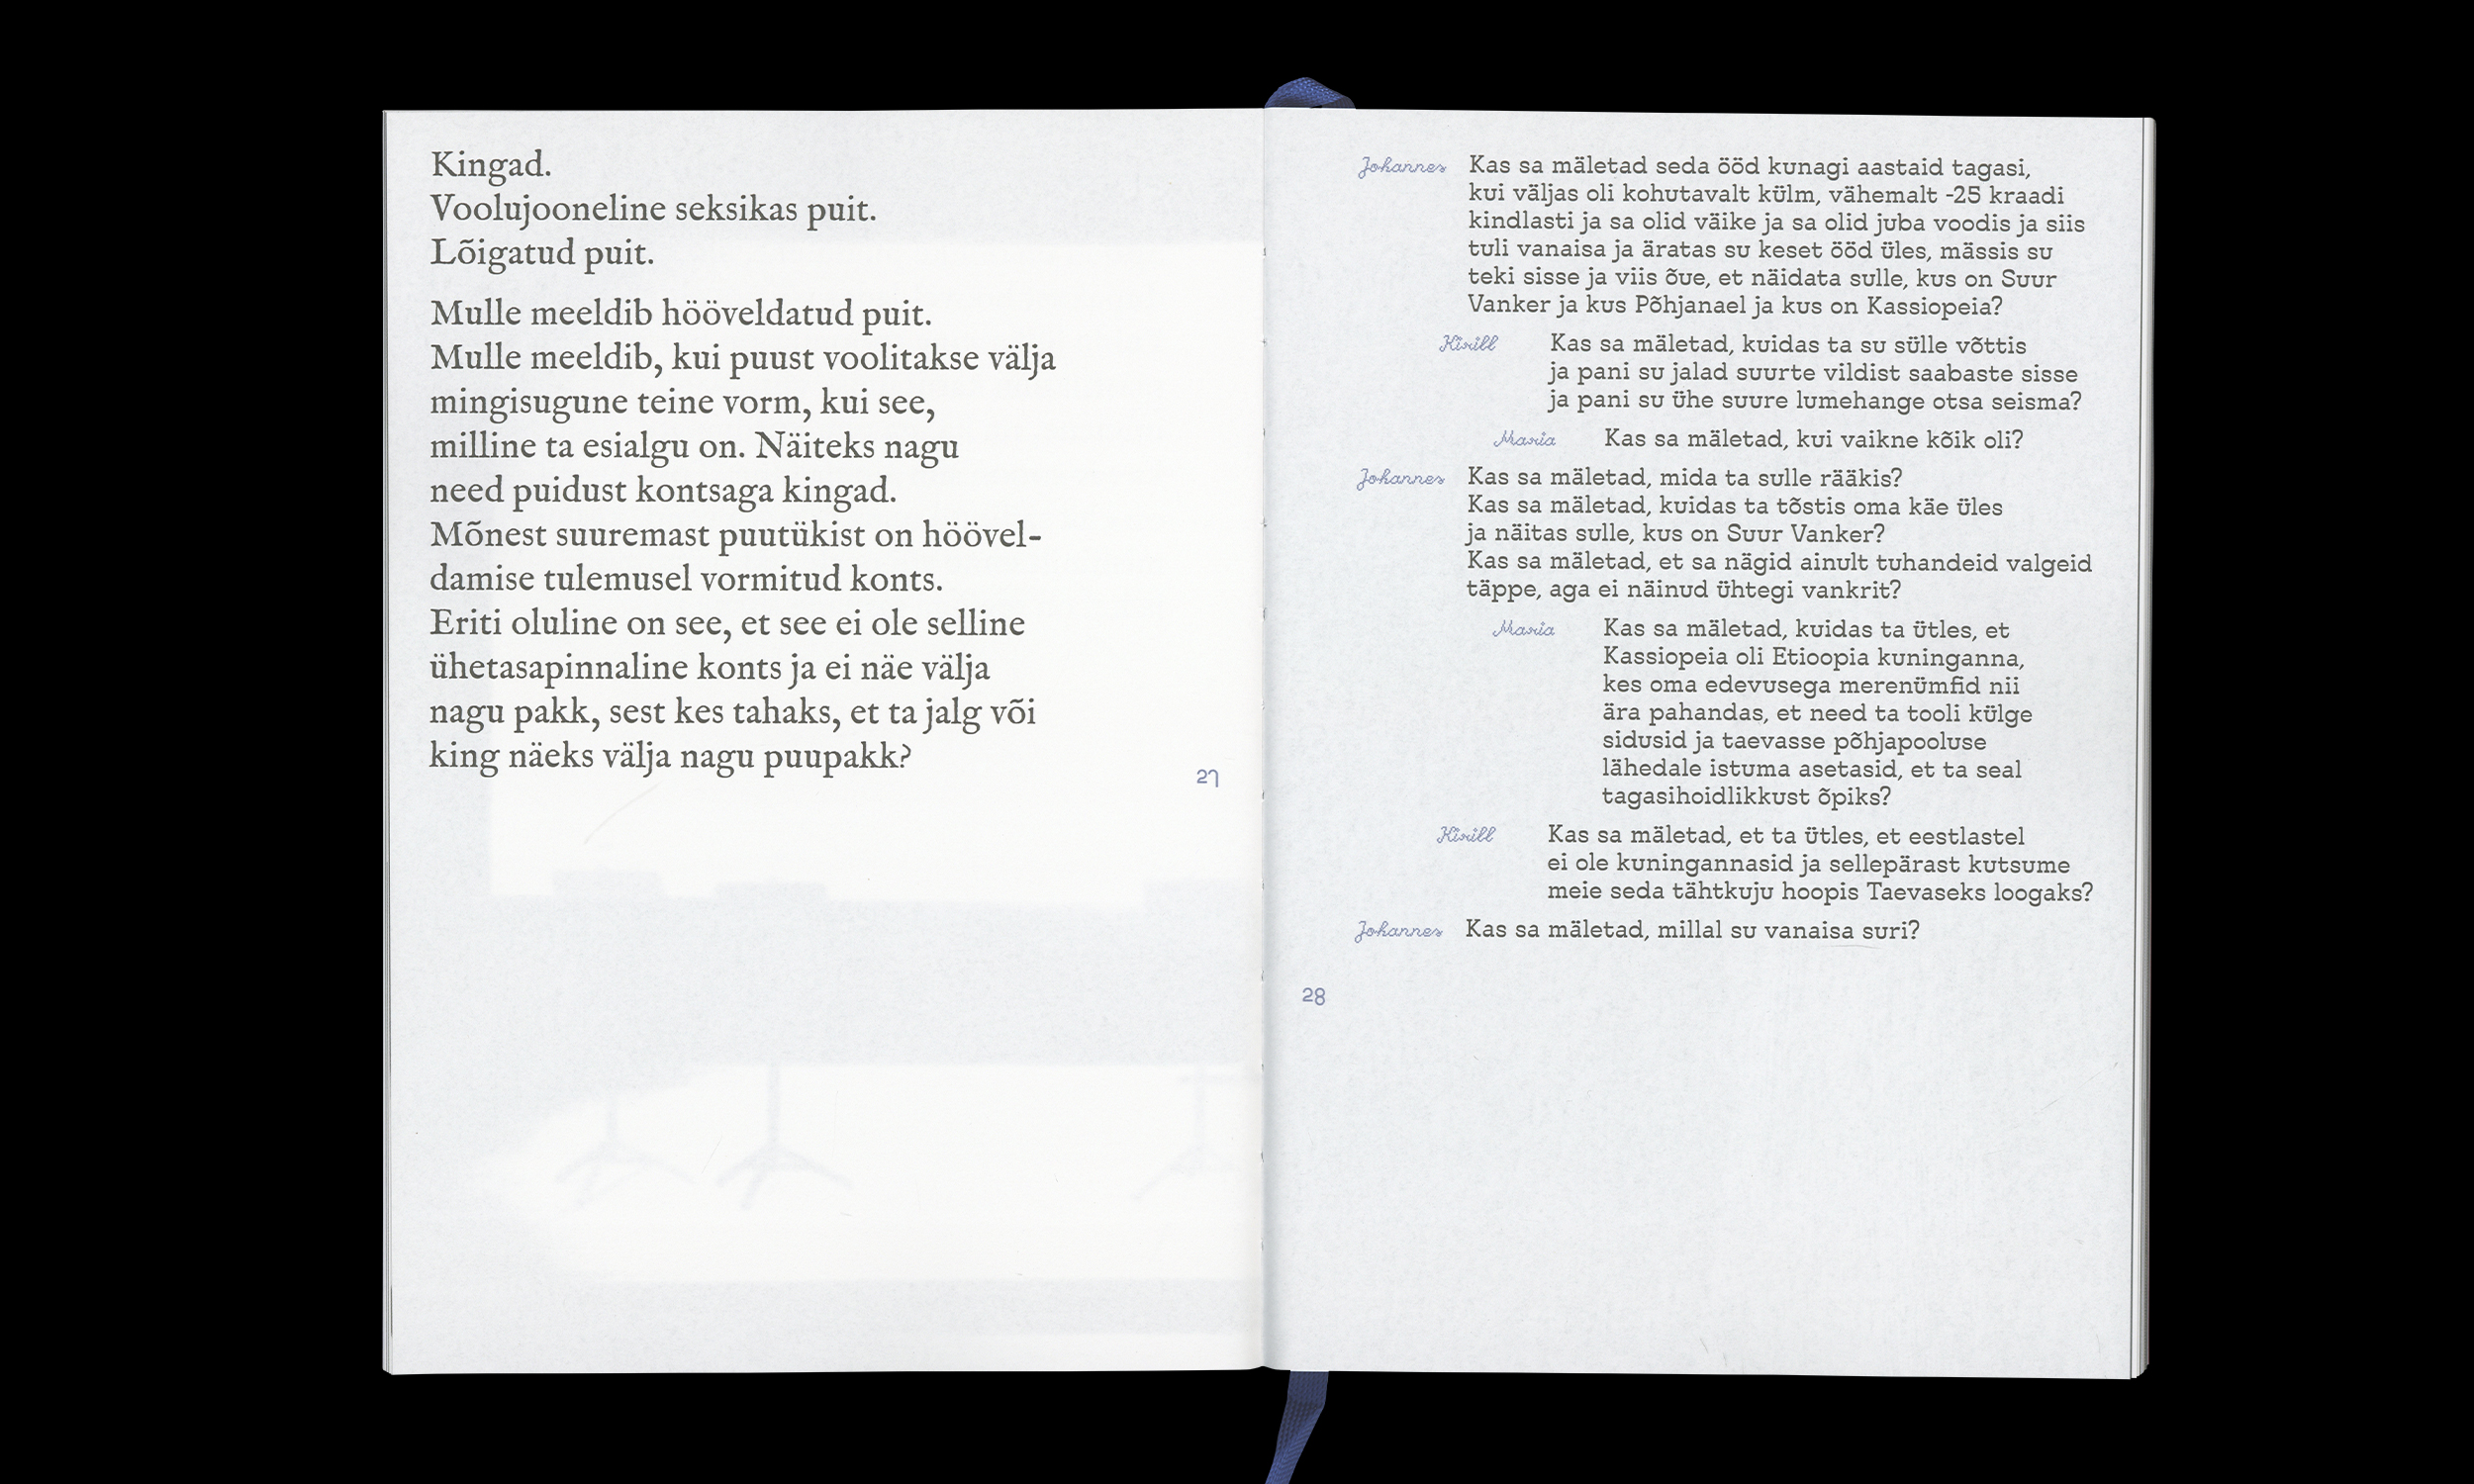 Kingad.
Voolujooneline seksikas puit.
Lõigatud puit.
Mulle meeldib hööveldatud puit.
Mulle meeldib, kui puust voolitakse välja
mingisugune teine vorm, kui see,
milline ta esialgu on. Näiteks nagu
need puidust kontsaga kingad.
Mõnest suuremast puutükist on höövel-
damise tulemusel vormitud konts.
Eriti oluline on see, et see ei ole selline
ühetasapinnaline konts ja ei näe välja
nagu pakk, sest kes tahaks, et ta jalg või
king näeks välja nagu puupakk?
27
Johannes Kas sa mäletad seda ööd kunagi aastaid tagasi,
kui väljas oli kohutavalt külm, vähemalt -25 kraadi
kindlasti ja sa olid väike ja sa olid juba voodis ja siis
tuli vanaisa ja äratas su keset ööd üles, mässis su
teki sisse ja viis õue, et näidata sulle, kus on Suur
Vanker ja kus Põhjanael ja kus on Kassiopeia?
Kirill Kas sa mäletad, kuidas ta su sülle võttis
ja pani su jalad suurte vildist saabaste sisse
ja pani su ühe suure lumehange otsa seisma?
Maria Kas sa mäletad, kui vaikne kõik oli?
Johannes Kas sa mäletad, mida ta sulle rääkis?
Kas sa mäletad, kuidas ta tõstis oma käe üles
ja näitas sulle, kus on Suur Vanker?
Kas sa mäletad, et sa nägid ainult tuhandeid valgeid
täppe, aga ei näinud ühtegi vankrit?
Maria Kas sa mäletad, kuidas ta ütles, et
Kassiopeia oli Etioopia kuninganna,
kes oma edevusega merenümfid nii
ära pahandas, et need ta tooli külge
sidusid ja taevasse põhjapooluse
lähedale istuma asetasid, et ta seal
tagasihoidlikkust õpiks?
Kirill Kas sa mäletad, et ta ütles, et eestlastel
ei ole kuningannasid ja sellepärast kutsume
meie seda tähtkuju hoopis Taevaseks loogaks?
Johannes Kas sa mäletad, millal su vanaisa suri?
28